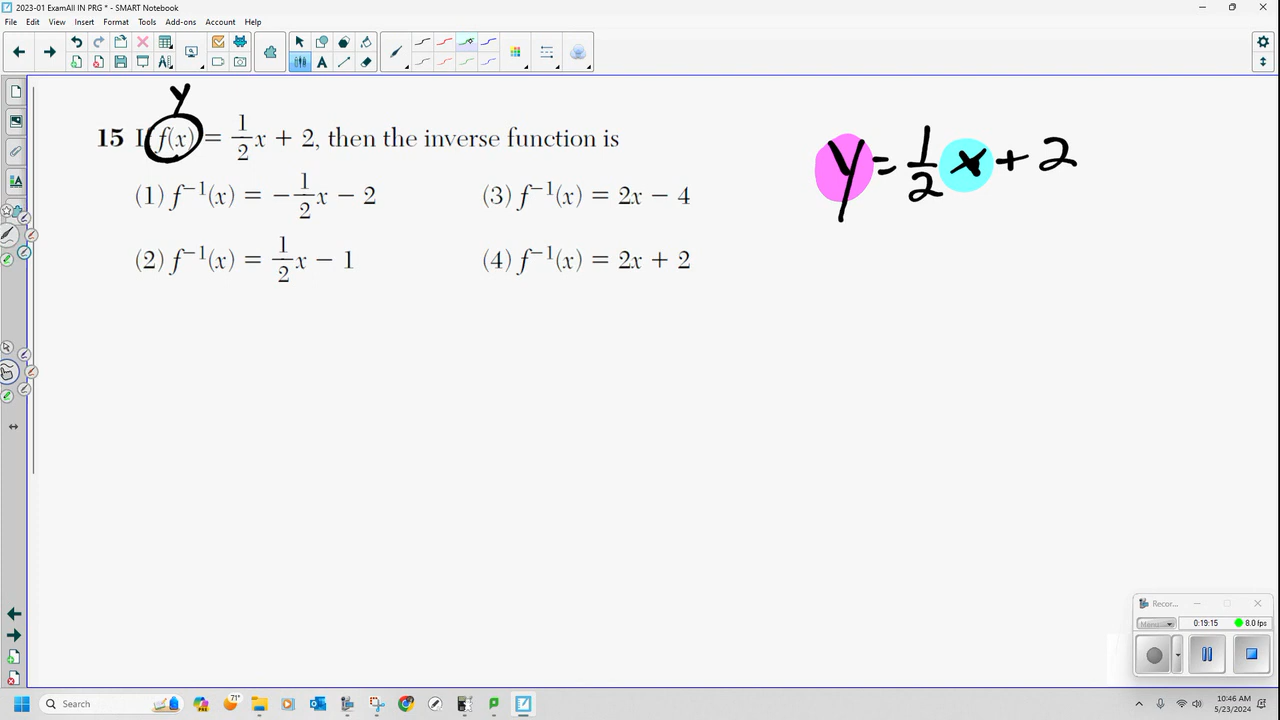 2023-01 ExamAll IN PRG * - SMART Notebook
File Edit View Insert Format Tools Add-ons Account Help
y
15 If f(x) = 1/2 x + 2, then the inverse function is
(1) f⁻¹(x) = −1/2 x − 2
(3) f⁻¹(x) = 2x − 4
(2) f⁻¹(x) = 1/2 x − 1
(4) f⁻¹(x) = 2x + 2
y = 1/2 x + 2
Recor...
Menu 0:19:15 8.0 fps
Search
71°
10:46 AM
5/23/2024